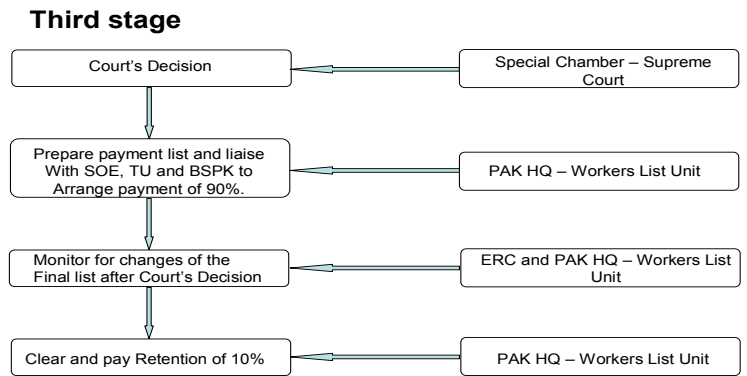 Third stage
Court's Decision
Special Chamber – Supreme
Court
Prepare payment list and liaise
With SOE, TU and BSPK to
Arrange payment of 90%.
PAK HQ – Workers List Unit
Monitor for changes of the
Final list after Court's Decision
ERC and PAK HQ – Workers List
Unit
Clear and pay Retention of 10%
PAK HQ – Workers List Unit